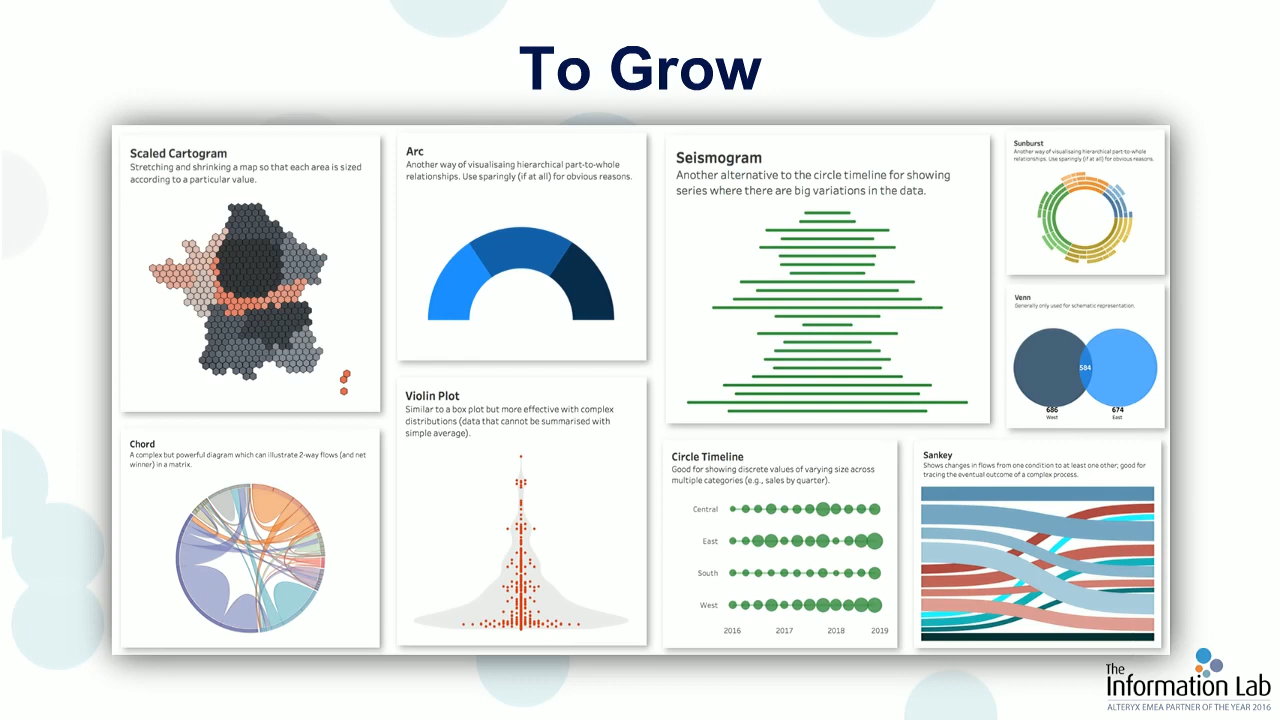 To Grow
Scaled Cartogram
Stretching and shrinking a map so that each area is sized
according to a particular value.
Arc
Another way of visualising hierarchical part-to-whole
relationships. Use sparingly (if at all) for obvious reasons.
Seismogram
Another alternative to the circle timeline for showing
series where there are big variations in the data.
Sunburst
Another way of visualising hierarchical part-to-whole
relationships. Use sparingly (if at all) for obvious reasons.
Venn
Generally only used for schematic representation.
584
686
West
674
East
Chord
A complex but powerful diagram which can illustrate 2-way flows (and net
winner) in a matrix.
Violin Plot
Similar to a box plot but more effective with complex
distributions (data that cannot be summarised with
simple average).
Circle Timeline
Good for showing discrete values of varying size across
multiple categories (e.g., sales by quarter).
Central
East
South
West
2016 2017 2018 2019
Sankey
Shows changes in flows from one condition to at least one other; good for
tracing the eventual outcome of a complex process.
The
Information Lab
ALTERYX EMEA PARTNER OF THE YEAR 2016